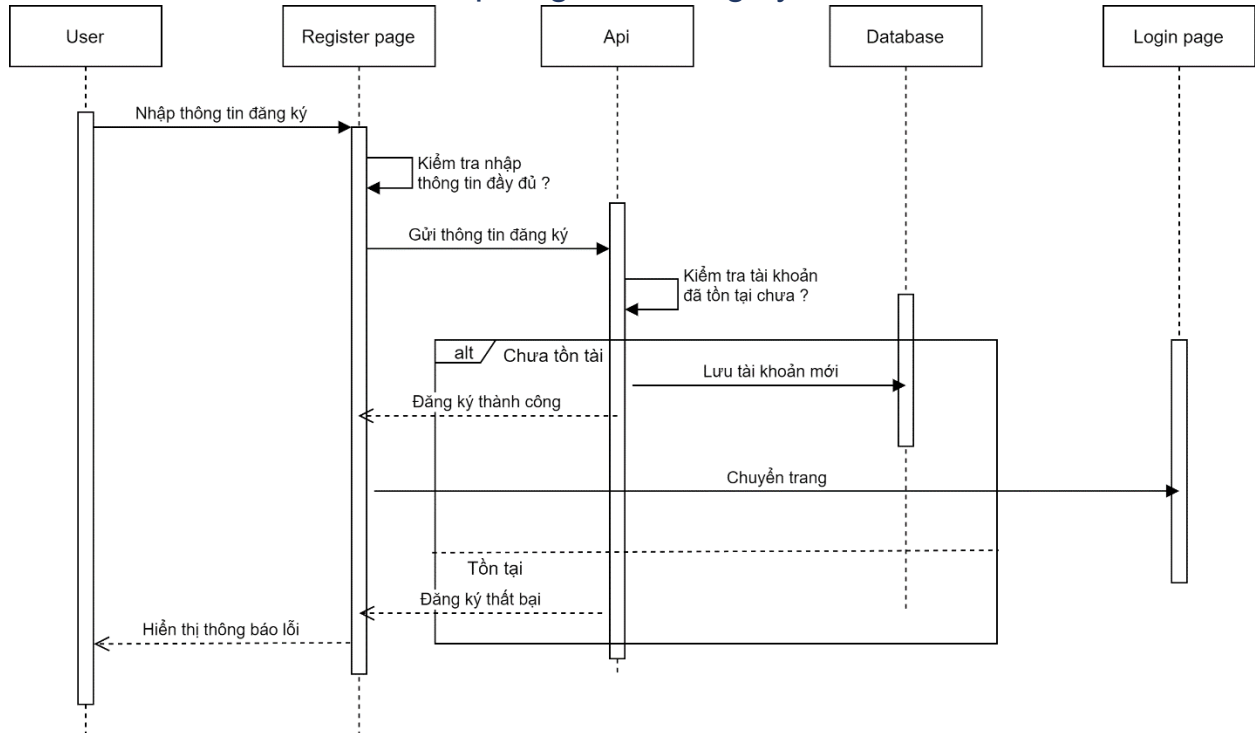 User
Register page
Api
Database
Login page
Nhập thông tin đăng ký
Kiểm tra nhập
thông tin đầy đủ ?
Gửi thông tin đăng ký
Kiểm tra tài khoản
đã tồn tại chưa ?
alt
Chưa tồn tài
Lưu tài khoản mới
Đăng ký thành công
Chuyển trang
Tồn tại
Đăng ký thất bại
Hiển thị thông báo lỗi